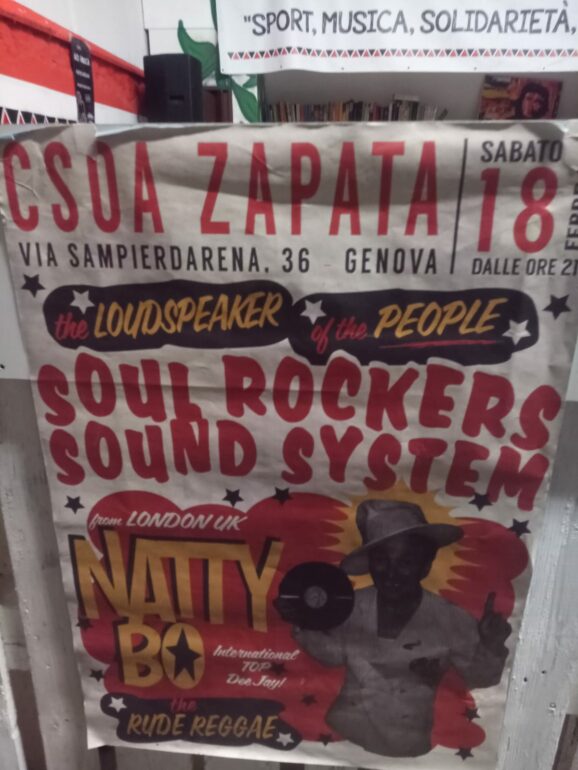 "SPORT, MUSICA, SOLIDARIETÀ,
CSOA ZAPATA
VIA SAMPIERDARENA, 36 GENOVA
SABATO
18
DALLE ORE 21
the LOUDSPEAKER of the PEOPLE
SOUL ROCKERS
SOUND SYSTEM
from LONDON UK
NATTY
BO
International
TOP
Dee Jay!
the
RUDE REGGAE